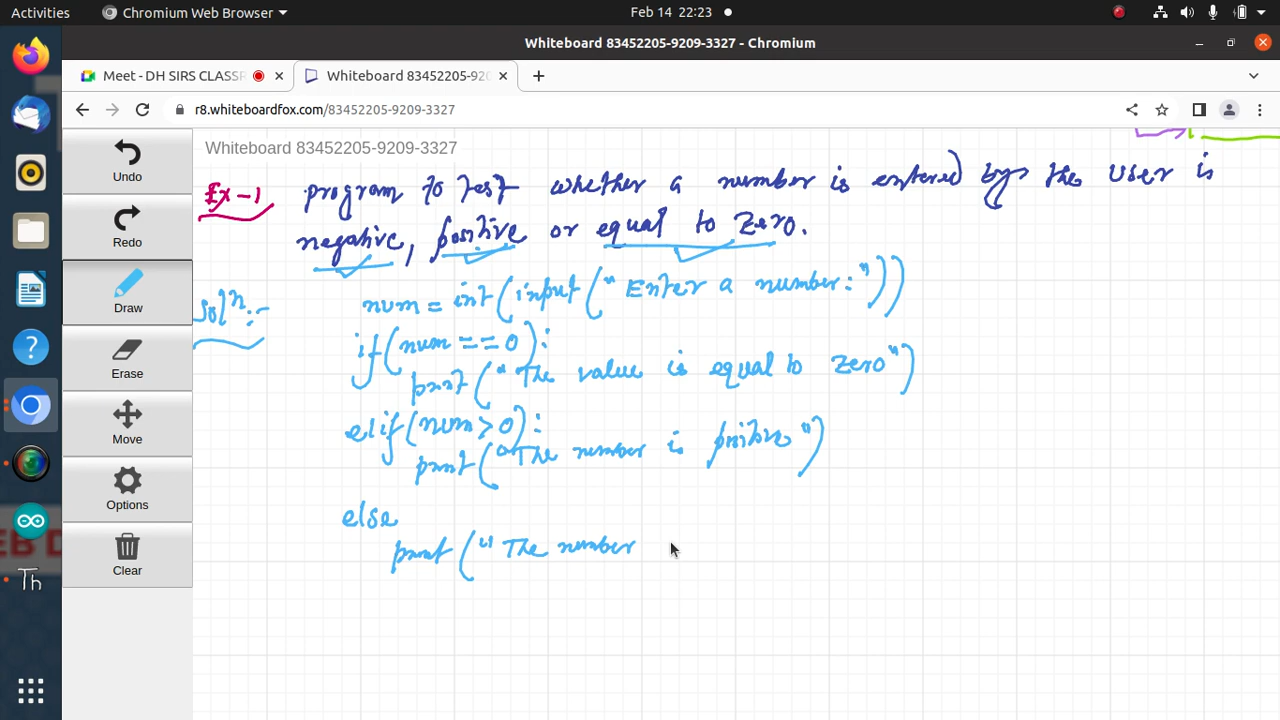 Activities
Chromium Web Browser
Feb 14 22:23
Whiteboard 83452205-9209-3327 - Chromium
Meet - DH SIRS CLASSR
Whiteboard 83452205-920
r8.whiteboardfox.com/83452205-9209-3327
Whiteboard 83452205-9209-3327
Undo
Redo
Draw
Erase
Move
Options
Clear
Th
Ex-1 program to test whether a number is entered by the user is
negative, positive or equal to zero.
Solⁿ:-
num = int(input("Enter a number:"))
if(num == 0):
print("The value is equal to zero")
elif(num > 0):
print("The number is positive")
else
print("The number